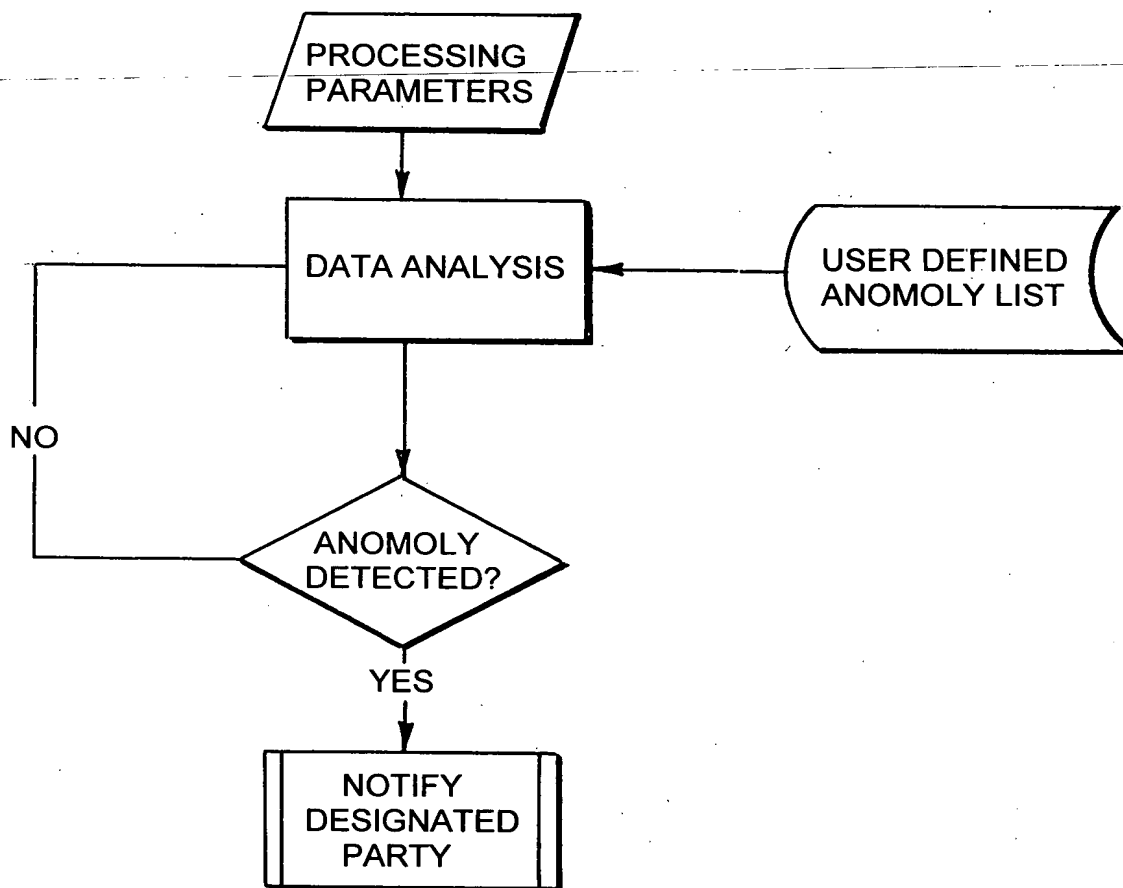 PROCESSING
PARAMETERS
DATA ANALYSIS
USER DEFINED
ANOMOLY LIST
NO
ANOMOLY
DETECTED?
YES
NOTIFY
DESIGNATED
PARTY